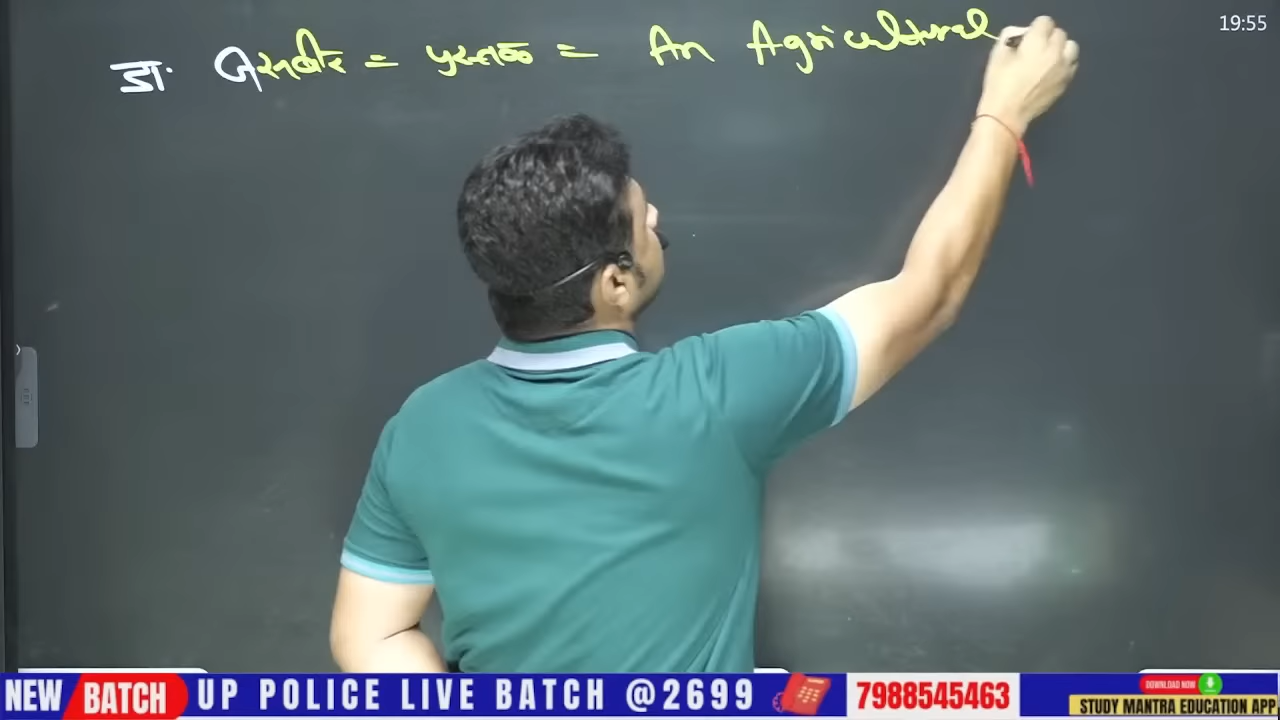 19:55
डा. जसबीर = पुस्तक = An Agricultural
NEW BATCH UP POLICE LIVE BATCH @2699 7988545463 DOWNLOAD NOW
STUDY MANTRA EDUCATION APP